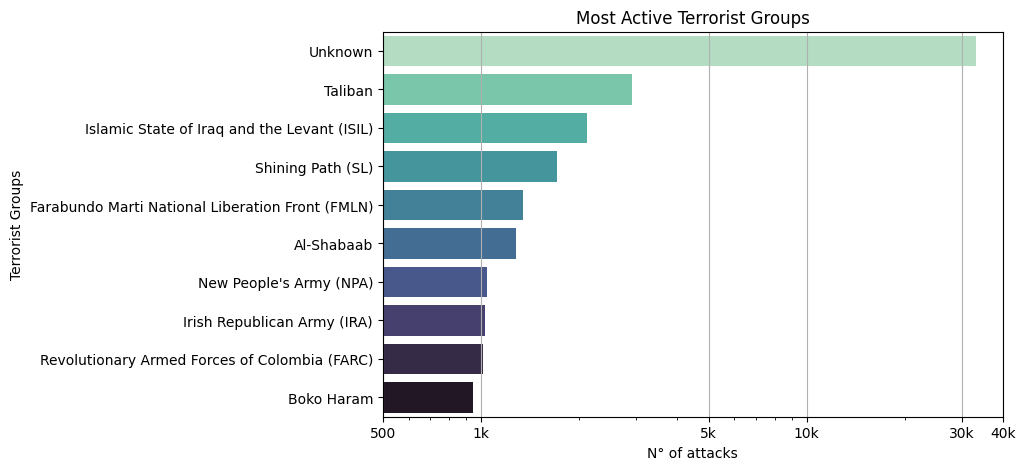 Most Active Terrorist Groups
Terrorist Groups
Unknown
Taliban
Islamic State of Iraq and the Levant (ISIL)
Shining Path (SL)
Farabundo Marti National Liberation Front (FMLN)
Al-Shabaab
New People's Army (NPA)
Irish Republican Army (IRA)
Revolutionary Armed Forces of Colombia (FARC)
Boko Haram
500 1k 5k 10k 30k 40k
N° of attacks